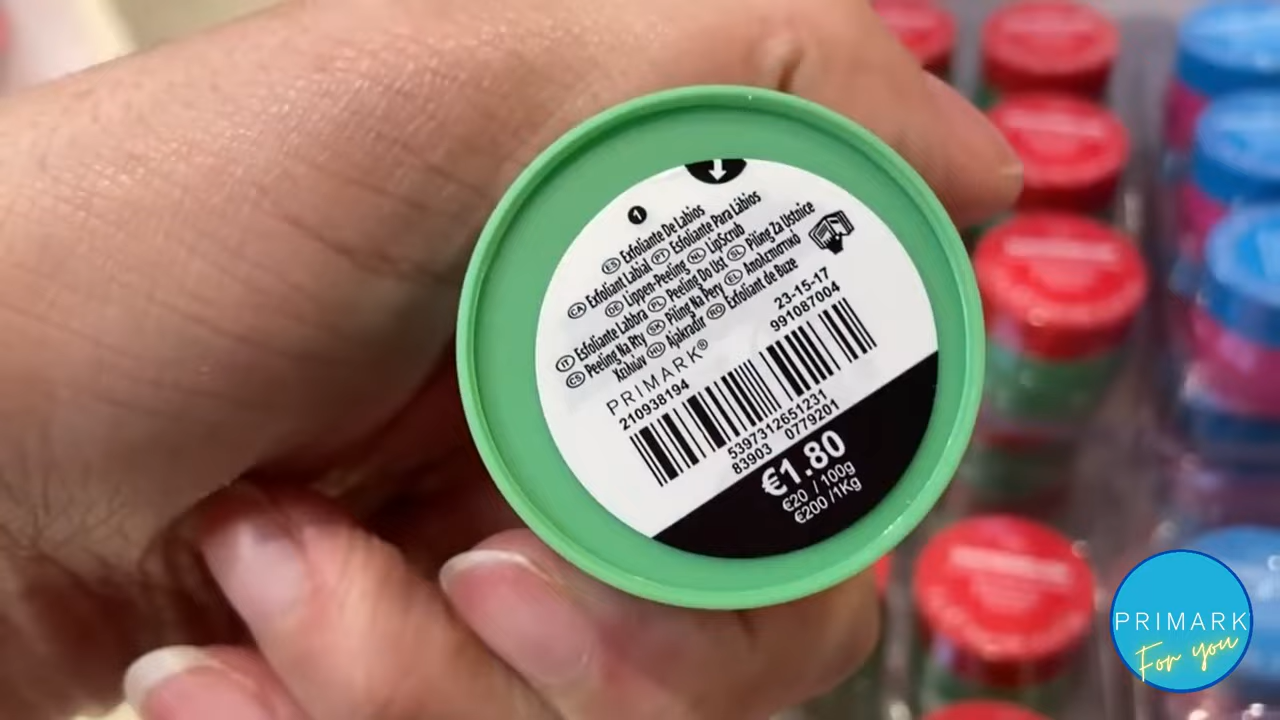 1
ES Exfoliante De Labios
CA Exfoliant Labial PT Esfoliante Para Lábios
DE Lippen-Peeling NL LipScrub
IT Esfoliante Labbra PL Peeling Do Ust SL Piling Za Ustnice
CS Peeling Na Rty SK Piling Na Pery EL Απολεπιστικό
Χειλιών HU Ajakradír RO Exfoliant de Buze
PRIMARK®
23-15-17
210938194
991087004
5397312651231
83903 0779201
€1.80
€20 / 100g
€200 /1Kg
PRIMARK
For you